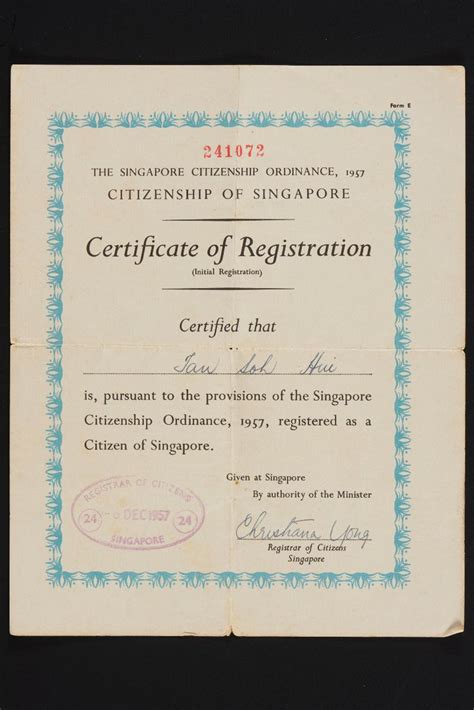 Form E
241072
THE SINGAPORE CITIZENSHIP ORDINANCE, 1957
CITIZENSHIP OF SINGAPORE
Certificate of Registration
(Initial Registration)
Certified that
Tan Soh Hui
is, pursuant to the provisions of the Singapore
Citizenship Ordinance, 1957, registered as a
Citizen of Singapore.
Given at Singapore
By authority of the Minister
REGISTRAR OF CITIZENS
24 DEC 1957 24
SINGAPORE
Christiana Yong
Registrar of Citizens
Singapore